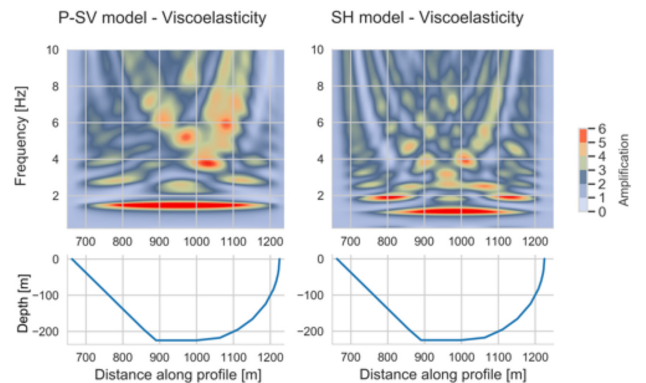 P-SV model - Viscoelasticity
SH model - Viscoelasticity
Frequency [Hz]
10
8
6
4
2
700 800 900 1000 1100 1200
10
8
6
4
2
700 800 900 1000 1100 1200
6
5
4
3
2
1
0
Amplification
Depth [m]
0
−100
−200
700 800 900 1000 1100 1200
Distance along profile [m]
0
−100
−200
700 800 900 1000 1100 1200
Distance along profile [m]